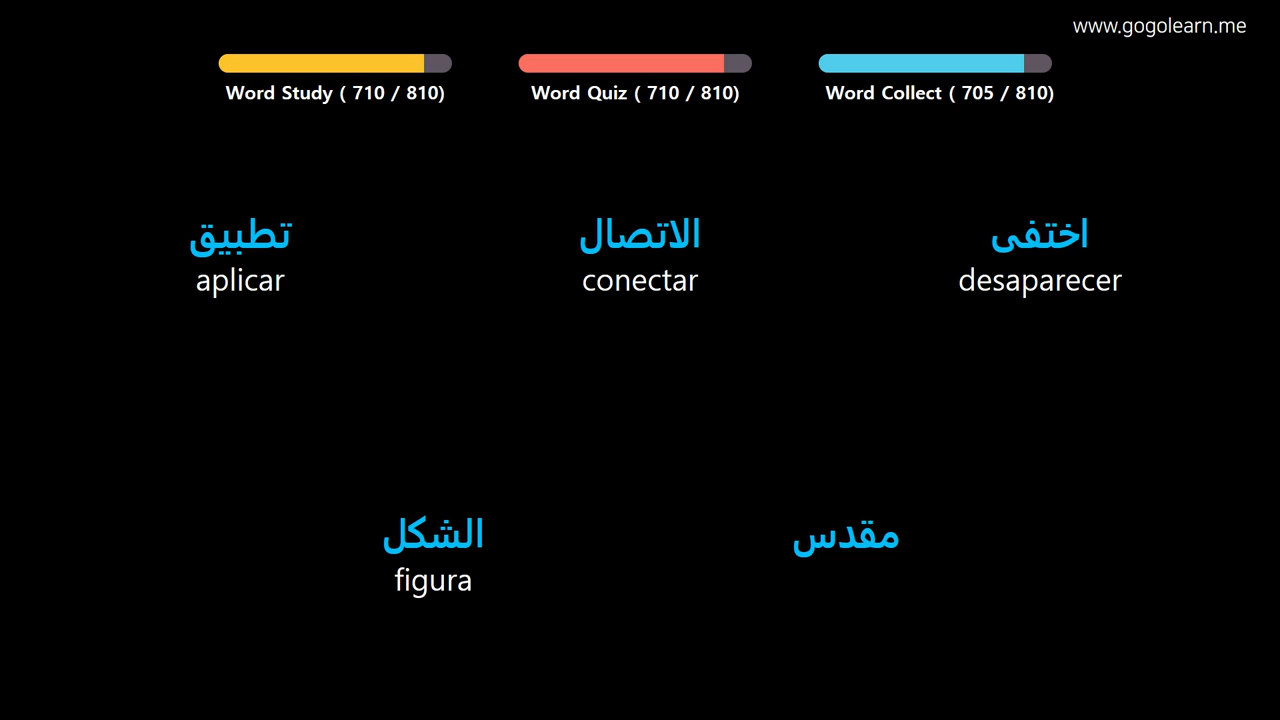 www.gogolearn.me
Word Study ( 710 / 810)
Word Quiz ( 710 / 810)
Word Collect ( 705 / 810)
تطبيق
aplicar
الاتصال
conectar
اختفى
desaparecer
الشكل
figura
مقدس